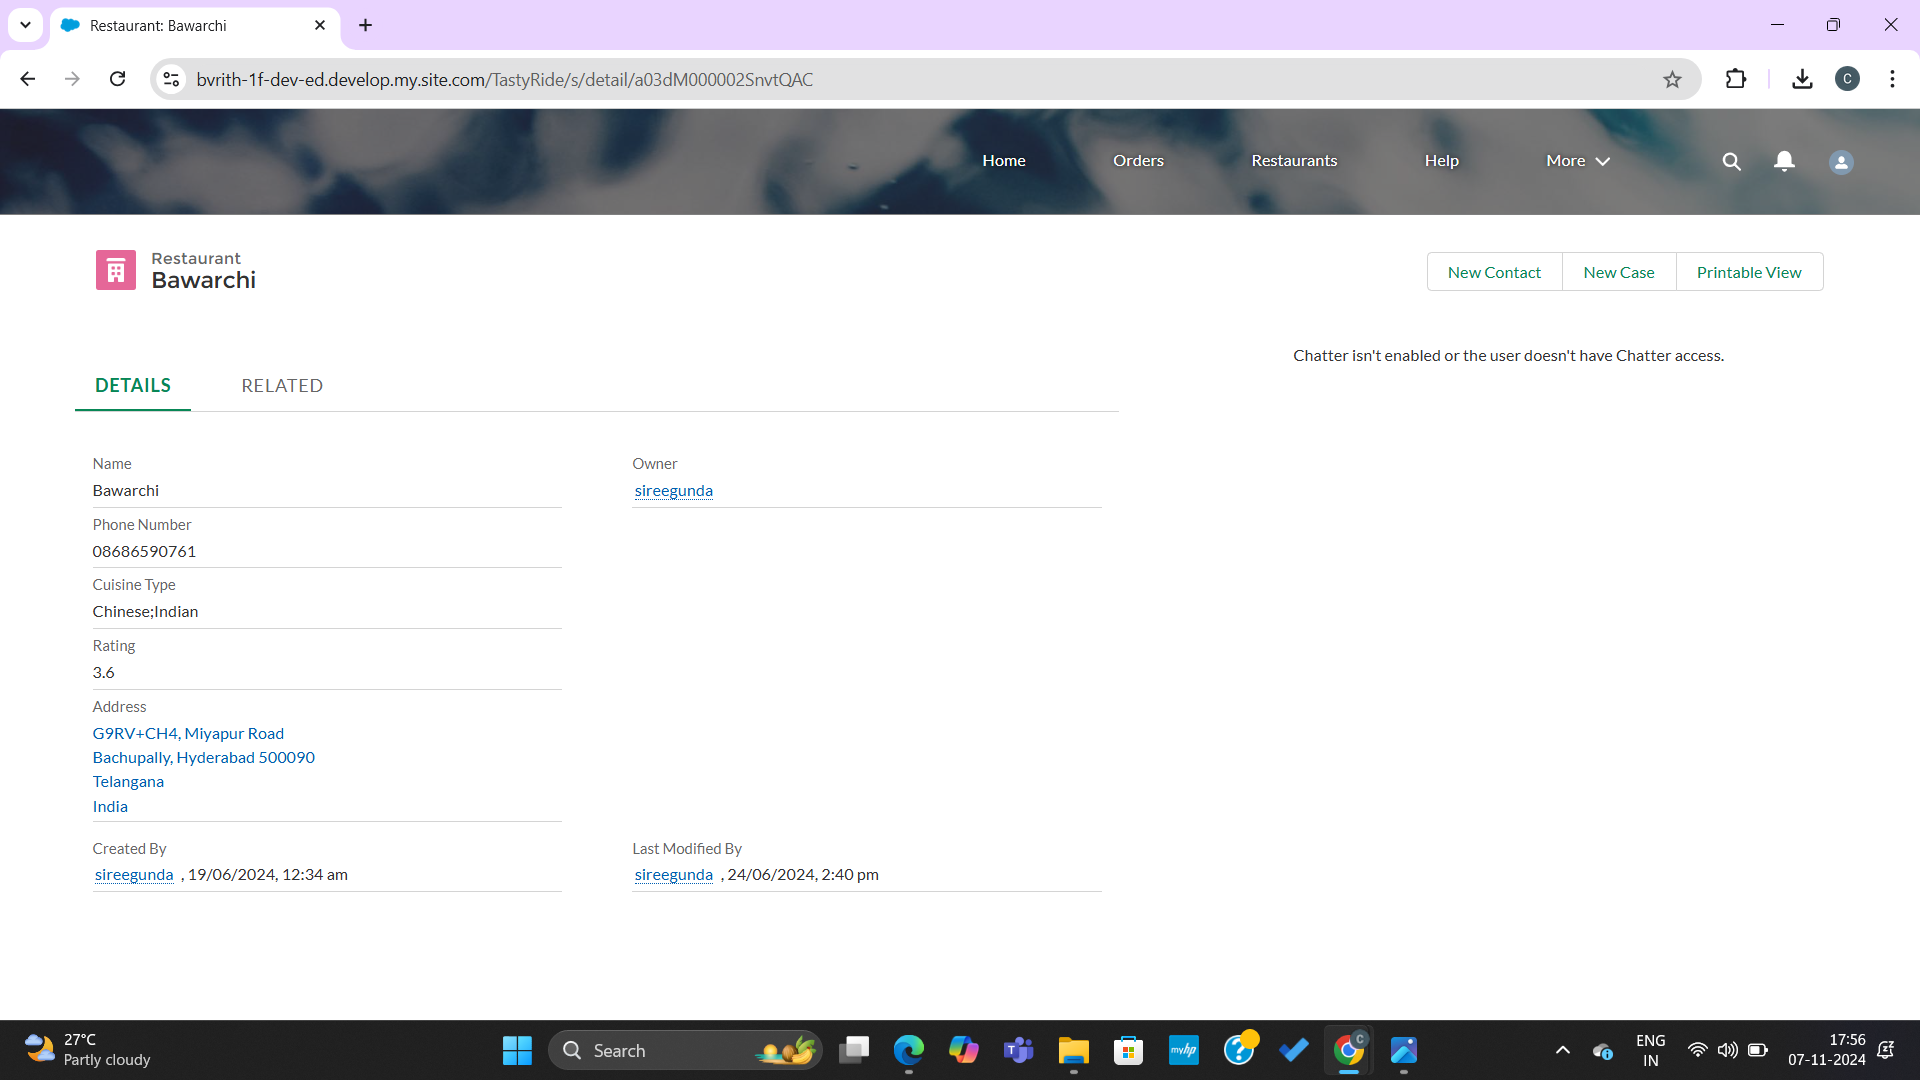 Restaurant: Bawarchi
bvrith-1f-dev-ed.develop.my.site.com/TastyRide/s/detail/a03dM000002SnvtQAC
C
Home Orders Restaurants Help More
Restaurant
Bawarchi
New Contact New Case Printable View
Chatter isn't enabled or the user doesn't have Chatter access.
DETAILS RELATED
Name Owner
Bawarchi sireegunda
Phone Number
08686590761
Cuisine Type
Chinese;Indian
Rating
3.6
Address
G9RV+CH4, Miyapur Road
Bachupally, Hyderabad 500090
Telangana
India
Created By Last Modified By
sireegunda , 19/06/2024, 12:34 am sireegunda , 24/06/2024, 2:40 pm
27°C
Partly cloudy
Search
myhp
C
ENG
IN
17:56
07-11-2024